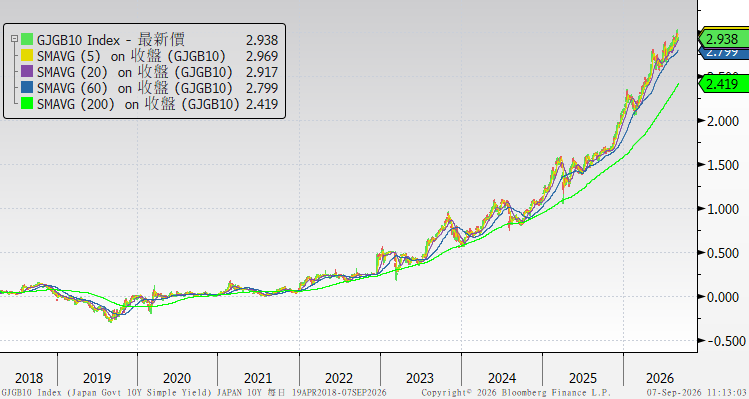 GJGB10 Index - 最新價 2.938
SMAVG (5) on 收盤 (GJGB10) 2.969
SMAVG (20) on 收盤 (GJGB10) 2.917
SMAVG (60) on 收盤 (GJGB10) 2.799
SMAVG (200) on 收盤 (GJGB10) 2.419
2.938
2.799
2.419
2.000
1.500
1.000
0.500
0.000
-0.500
2018 2019 2020 2021 2022 2023 2024 2025 2026
GJGB10 Index (Japan Govt 10Y Simple Yield) JAPAN 10Y 每日 19APR2018-07SEP2026 Copyright© 2026 Bloomberg Finance L.P. 07-Sep-2026 11:13:03